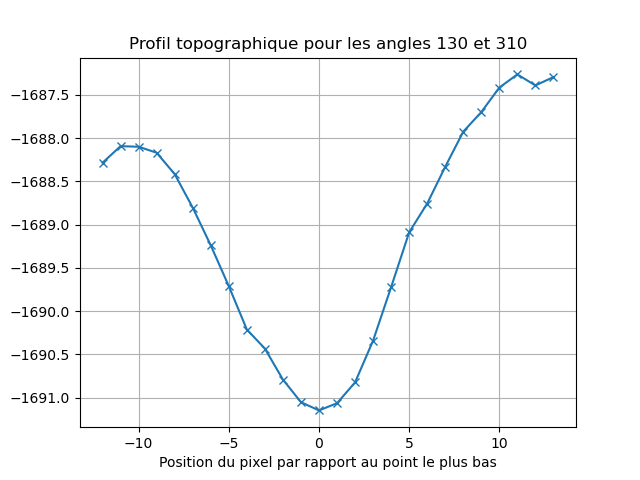 Profil topographique pour les angles 130 et 310
−1687.5
−1688.0
−1688.5
−1689.0
−1689.5
−1690.0
−1690.5
−1691.0
−10 −5 0 5 10
Position du pixel par rapport au point le plus bas